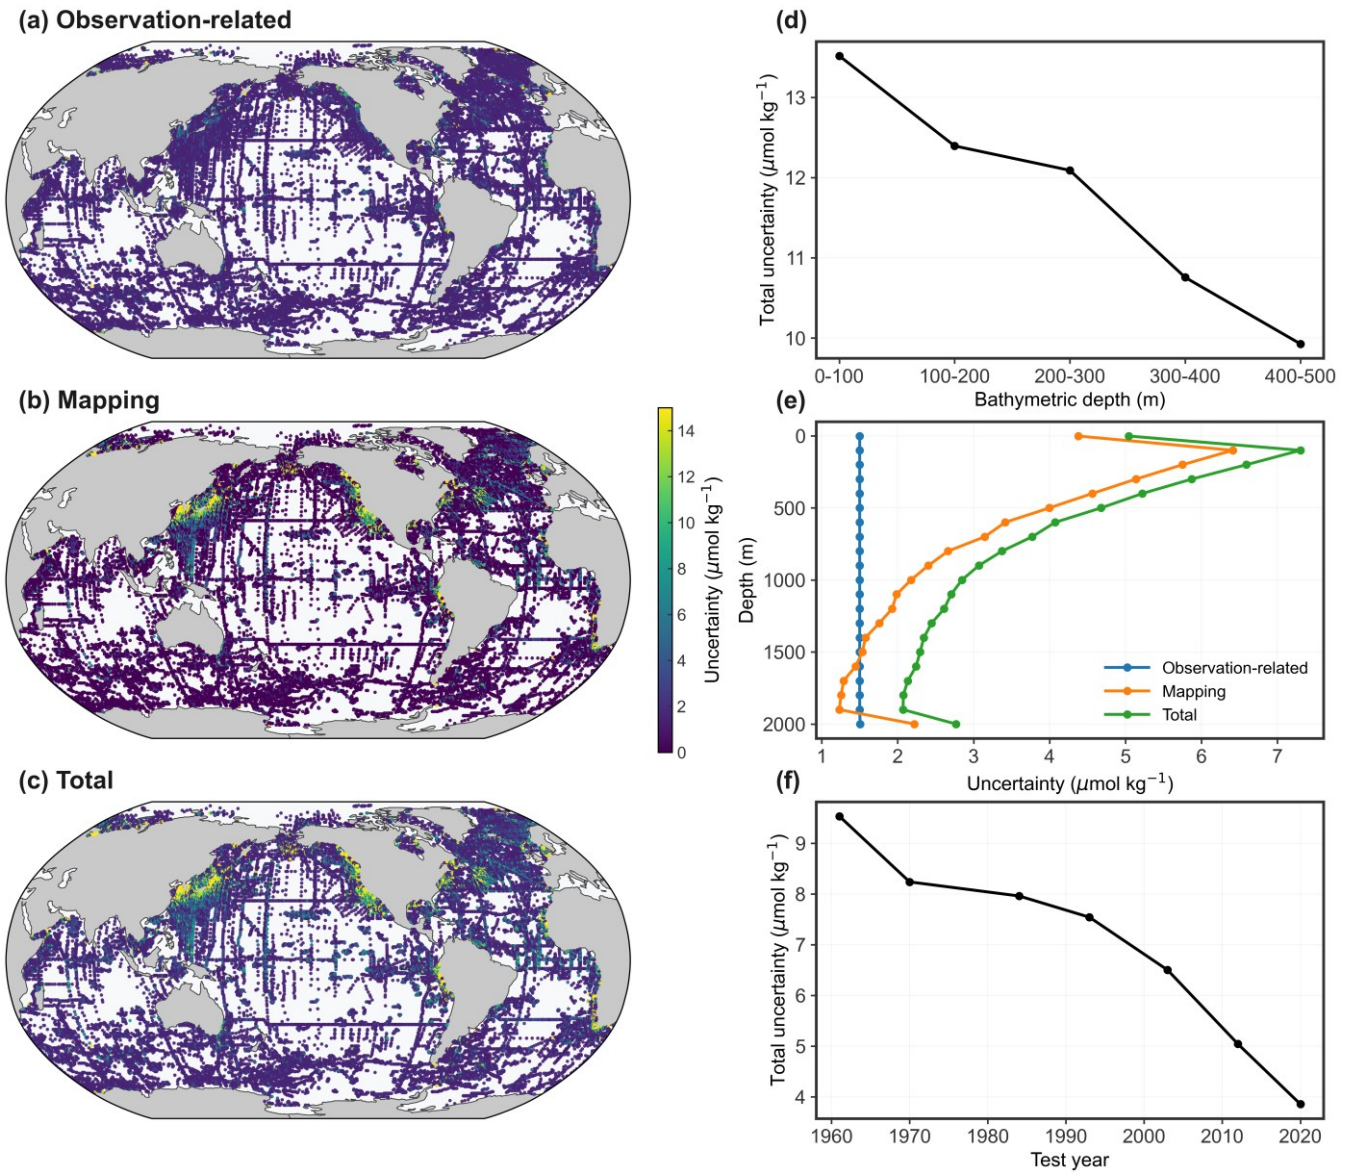 (a) Observation-related
(b) Mapping
(c) Total
14
12
10
8
6
4
2
0
Uncertainty (μmol kg⁻¹)
(d)
13
12
11
10
Total uncertainty (μmol kg⁻¹)
0-100 100-200 200-300 300-400 400-500
Bathymetric depth (m)
(e)
0
500
1000
1500
2000
Depth (m)
Observation-related
Mapping
Total
1 2 3 4 5 6 7
Uncertainty (μmol kg⁻¹)
(f)
9
8
7
6
5
4
Total uncertainty (μmol kg⁻¹)
1960 1970 1980 1990 2000 2010 2020
Test year